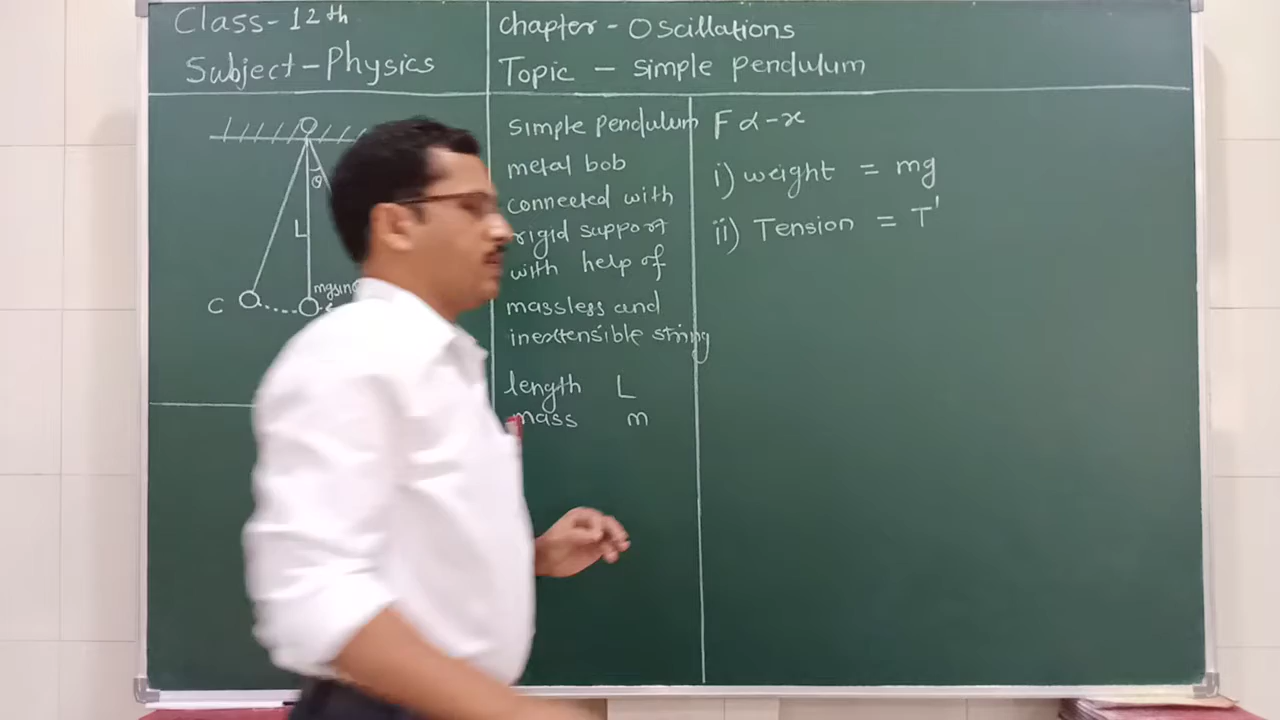 Class-12th
Subject-Physics
chapter - Oscillations
Topic - simple pendulum
θ
L
mgsinθ
C
simple pendulum
metal bob
connected with
rigid support
with help of
massless and
inextensible string
length L
mass m
F α -x
i) weight = mg
ii) Tension = T'